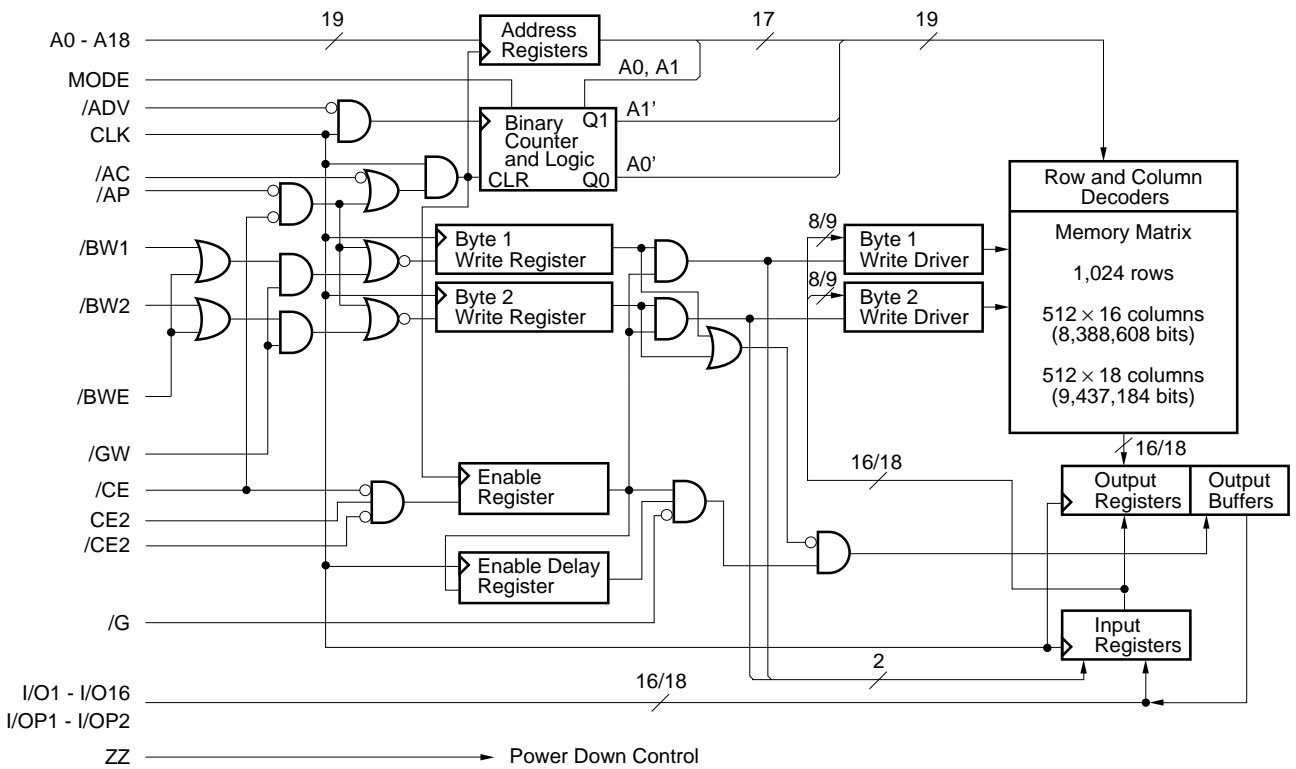 19
17
19
A0 - A18
Address
Registers
MODE
A0, A1
/ADV
CLK
Binary
Counter
and Logic
CLR
Q1
Q0
A1’
A0’
/AC
/AP
Row and Column
Decoders
/BW1
Byte 1
Write Register
8/9
Byte 1
Write Driver
Memory Matrix
1,024 rows
/BW2
Byte 2
Write Register
8/9
Byte 2
Write Driver
512 × 16 columns
(8,388,608 bits)
512 × 18 columns
(9,437,184 bits)
/BWE
/GW
16/18
16/18
/CE
CE2
/CE2
Enable
Register
Output
Registers
Output
Buffers
Enable Delay
Register
/G
Input
Registers
2
I/O1 - I/O16
I/OP1 - I/OP2
16/18
ZZ
Power Down Control